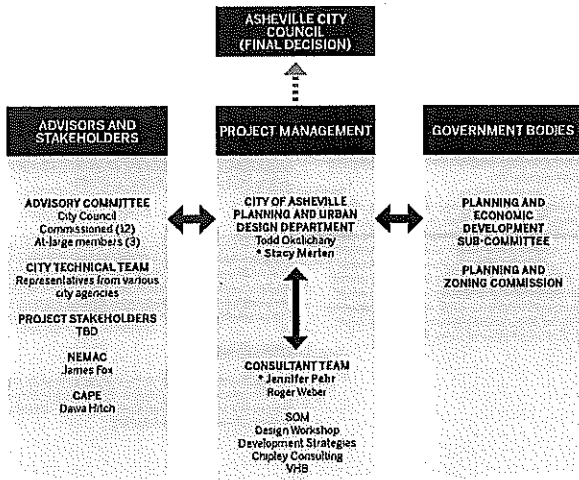 ASHEVILLE CITY
COUNCIL
(FINAL DECISION)
ADVISORS AND
STAKEHOLDERS
ADVISORY COMMITTEE
City Council
Commissioned (12)
At-large members (3)
CITY TECHNICAL TEAM
Representatives from various
city agencies
PROJECT STAKEHOLDERS
TBD
NEMAC
James Fox
CAPE
Dawa Hitch
PROJECT MANAGEMENT
CITY OF ASHEVILLE
PLANNING AND URBAN
DESIGN DEPARTMENT
Todd Okolichany
* Stacy Merten
CONSULTANT TEAM
* Jennifer Pehr
Roger Weber
SOM
Design Workshop
Development Strategies
Chipley Consulting
VHB
GOVERNMENT BODIES
PLANNING AND
ECONOMIC
DEVELOPMENT
SUB-COMMITTEE
PLANNING AND
ZONING COMMISSION